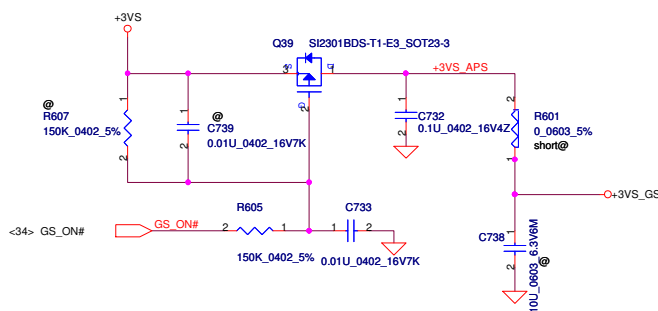 +3VS
Q39 SI2301BDS-T1-E3_SOT23-3
3 S D 1
G
2
+3VS_APS
@
R607
150K_0402_5%
1
2
@
C739
0.01U_0402_16V7K
1
2
C732
0.1U_0402_16V4Z
1
2
R601
0_0603_5%
short@
2
1
+3VS_GS
<34> GS_ON#
GS_ON#
R605
2 1
150K_0402_5%
C733
1 2
0.01U_0402_16V7K
C738
1
2
10U_0603_6.3V6M
@